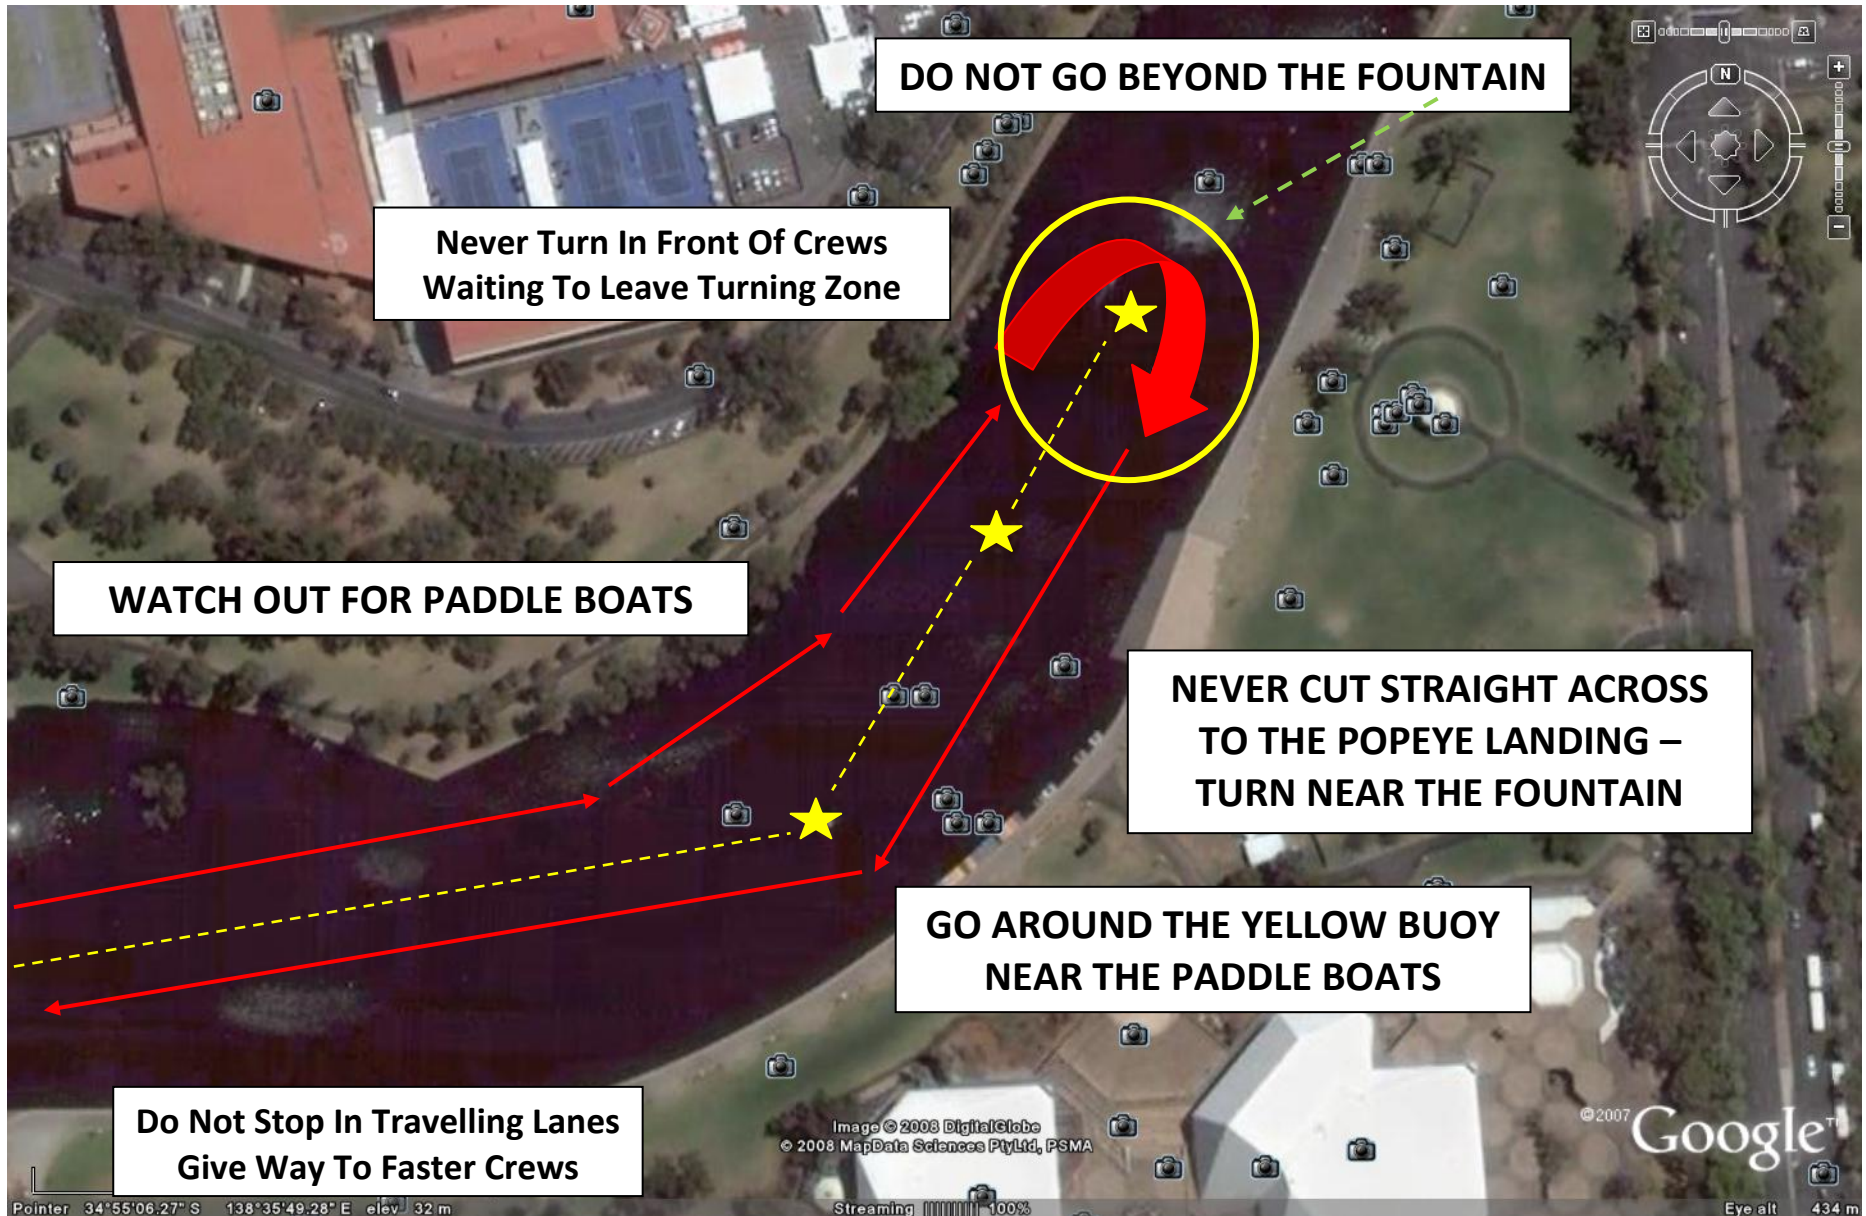 DO NOT GO BEYOND THE FOUNTAIN
N
Never Turn In Front Of Crews
Waiting To Leave Turning Zone
WATCH OUT FOR PADDLE BOATS
NEVER CUT STRAIGHT ACROSS
TO THE POPEYE LANDING –
TURN NEAR THE FOUNTAIN
GO AROUND THE YELLOW BUOY
NEAR THE PADDLE BOATS
Do Not Stop In Travelling Lanes
Give Way To Faster Crews
Image © 2008 DigitalGlobe
© 2008 MapData Sciences PtyLtd, PSMA
©2007 Google™
Pointer 34°55'06.27" S 138°35'49.28" E elev 32 m
Streaming |||||||||| 100%
Eye alt 434 m